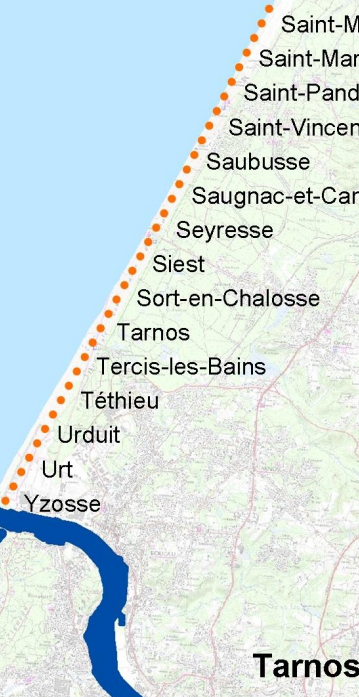 Saint-M
Saint-Mar
Saint-Pand
Saint-Vincen
Saubusse
Saugnac-et-Car
Seyresse
Siest
Sort-en-Chalosse
Tarnos
Tercis-les-Bains
Téthieu
Urduit
Urt
Yzosse
Tarnos